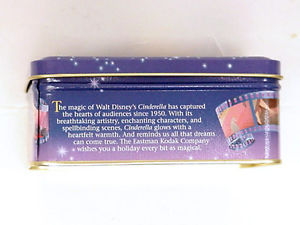 The magic of Walt Disney's Cinderella has captured
the hearts of audiences since 1950. With its
breathtaking artistry, enchanting characters, and
spellbinding scenes, Cinderella glows with a
heartfelt warmth. And reminds us all that dreams
can come true. The Eastman Kodak Company
wishes you a holiday every bit as magical.